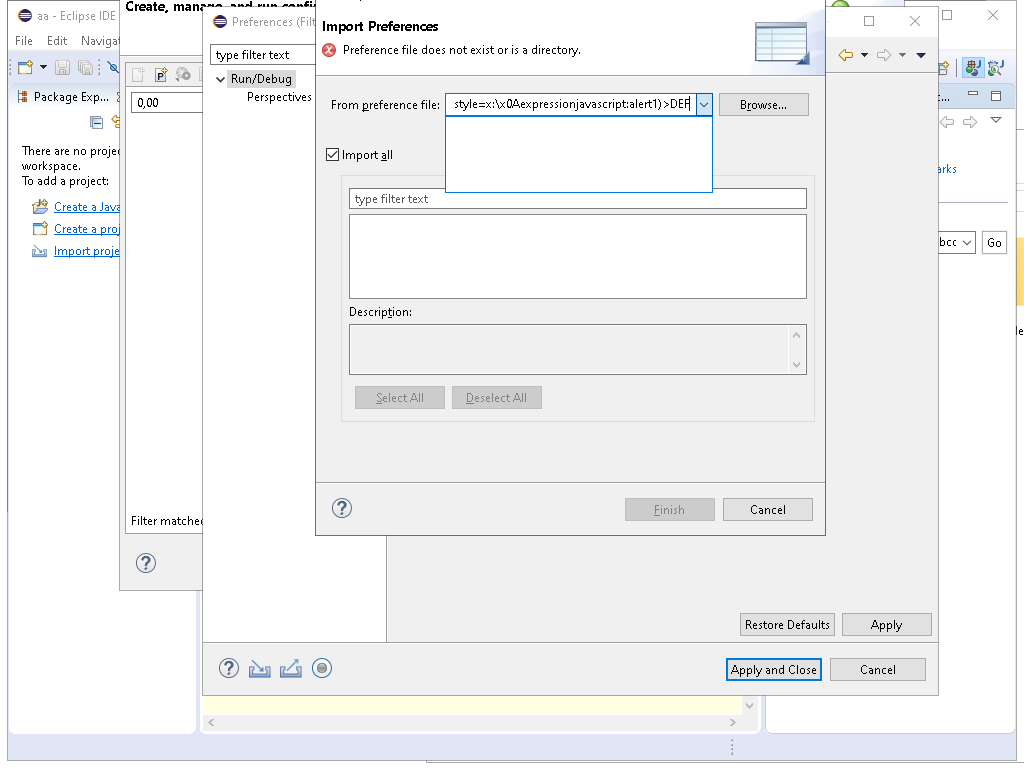 aa - Eclipse IDE
File Edit Navigat
Package Exp...
There are no projec
workspace.
To add a project:
Create a Java
Create a proj
Import proje
Create, manage, and run config
0,00
Filter matched
Preferences (Filt
type filter text
Run/Debug
Perspectives
Import Preferences
Preference file does not exist or is a directory.
From preference file:
style=x:\x0Aexpressionjavascript:alert1)>DEF
Browse...
Import all
type filter text
Description:
Select All
Deselect All
Finish
Cancel
Restore Defaults
Apply
Apply and Close
Cancel
t...
arks
bcc
Go
le